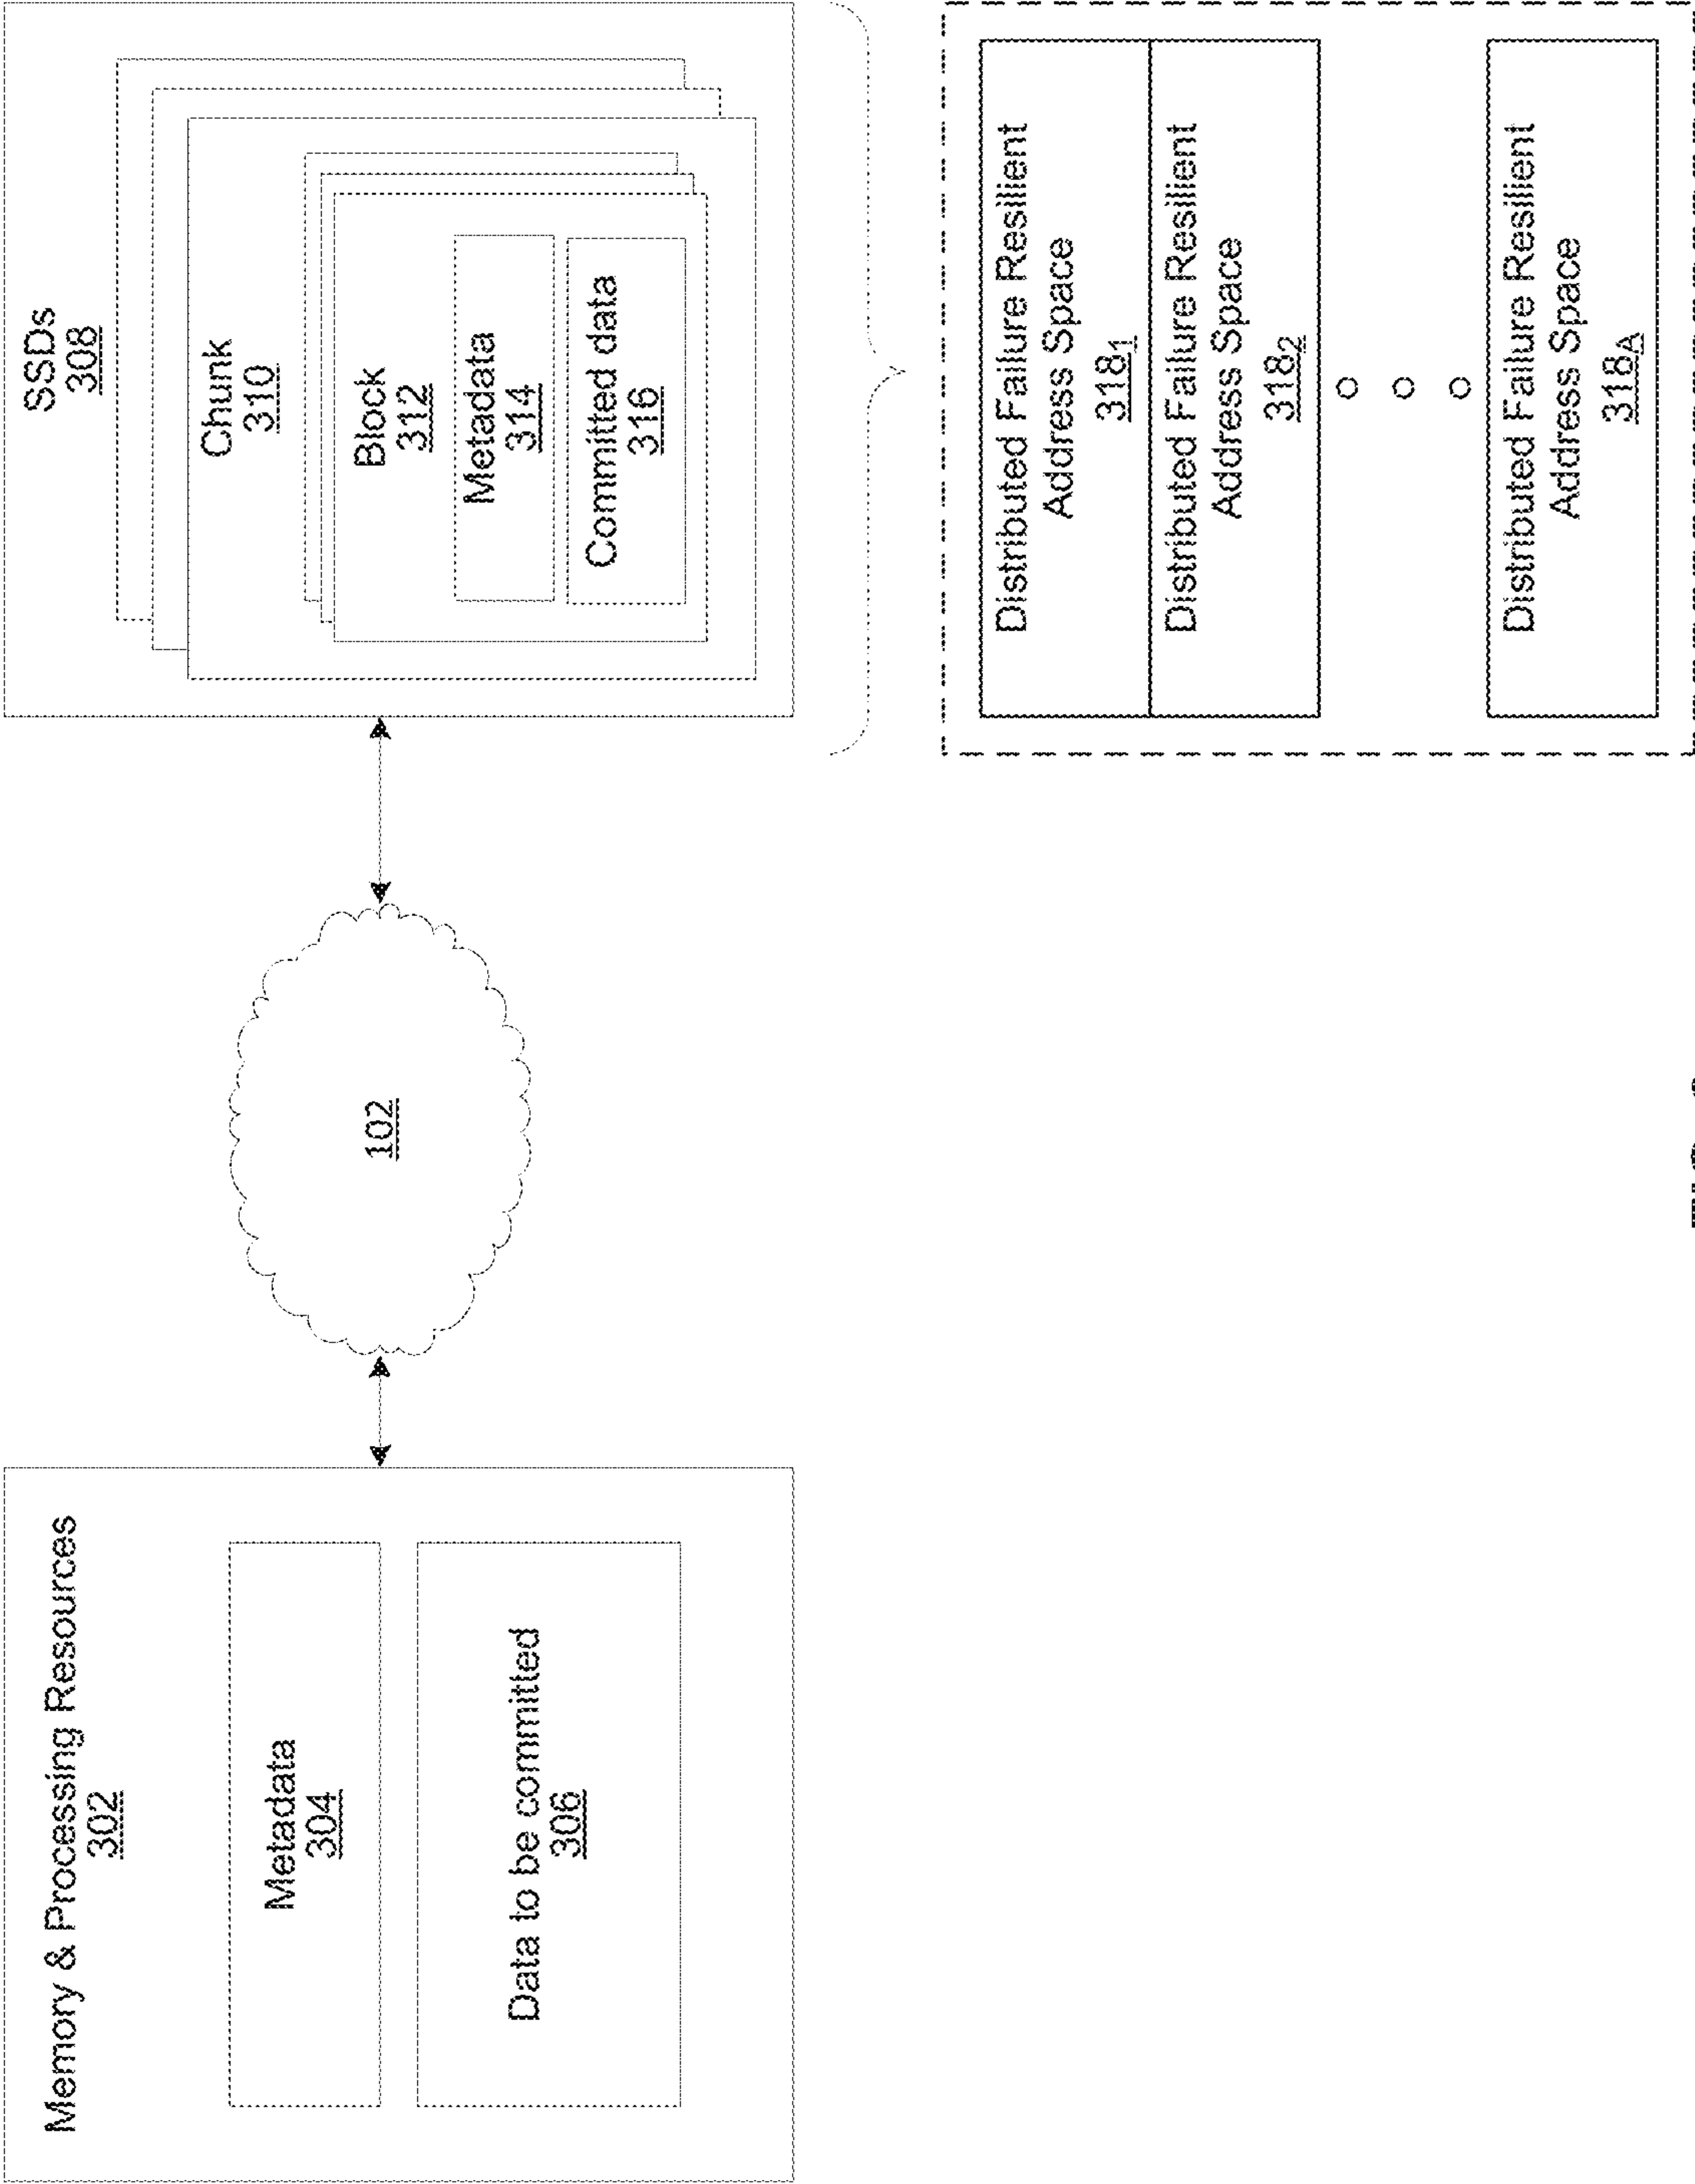 Memory & Processing Resources
302
Metadata
304
Data to be committed
306
102
SSDs
308
Chunk
310
Block
312
Metadata
314
Committed data
316
Distributed Failure Resilient
Address Space
318₁
Distributed Failure Resilient
Address Space
318₂
Distributed Failure Resilient
Address Space
318A